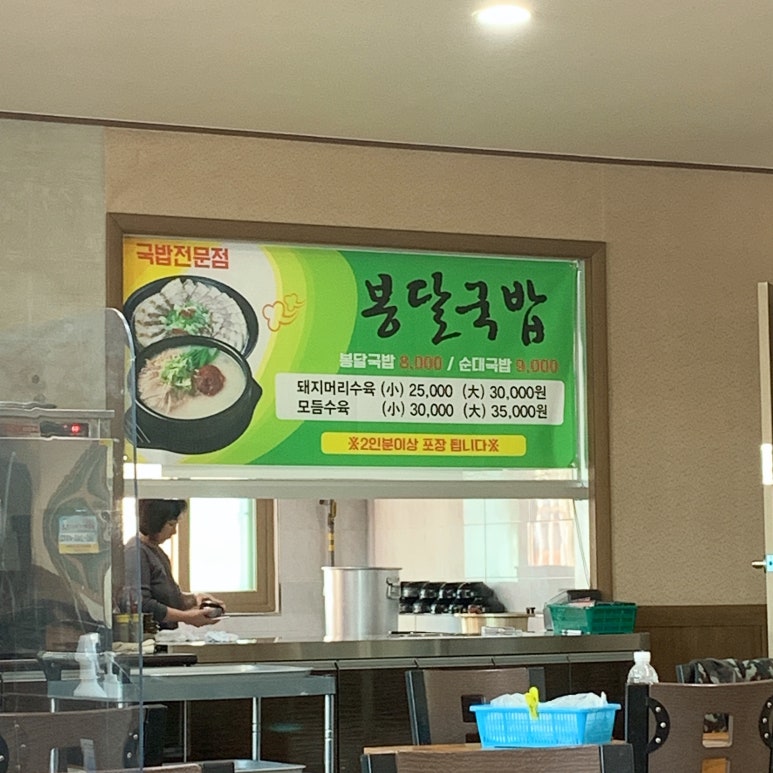 국밥전문점
봉달국밥
봉달국밥 8,000 / 순대국밥 9,000
돼지머리수육 (小) 25,000 (大) 30,000원
모듬수육 (小) 30,000 (大) 35,000원
※2인분이상 포장 됩니다※